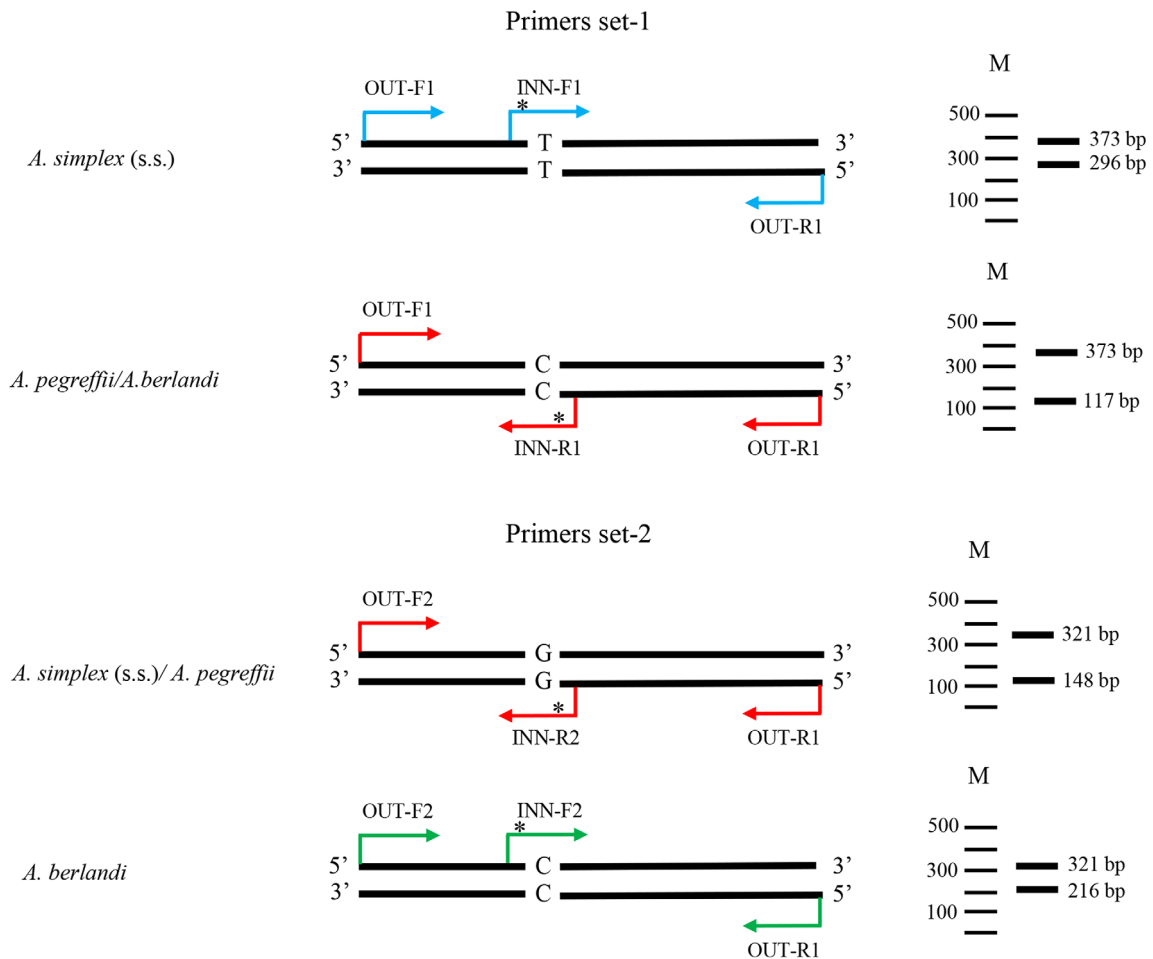 Primers set-1
M
OUT-F1
INN-F1
*
500
5’ T 3’
373 bp
A. simplex (s.s.)
300
296 bp
3’ T 5’
100
OUT-R1
M
OUT-F1
500
373 bp
5’ C 3’
300
A. pegreffii/A.berlandi
3’ C 5’
117 bp
100
*
INN-R1
OUT-R1
Primers set-2
M
OUT-F2
500
321 bp
5’ G 3’
300
A. simplex (s.s.)/ A. pegreffii
3’ G 5’
148 bp
100
*
INN-R2
OUT-R1
M
OUT-F2
INN-F2
*
500
5’ C 3’
321 bp
300
A. berlandi
3’ C 5’
216 bp
100
OUT-R1